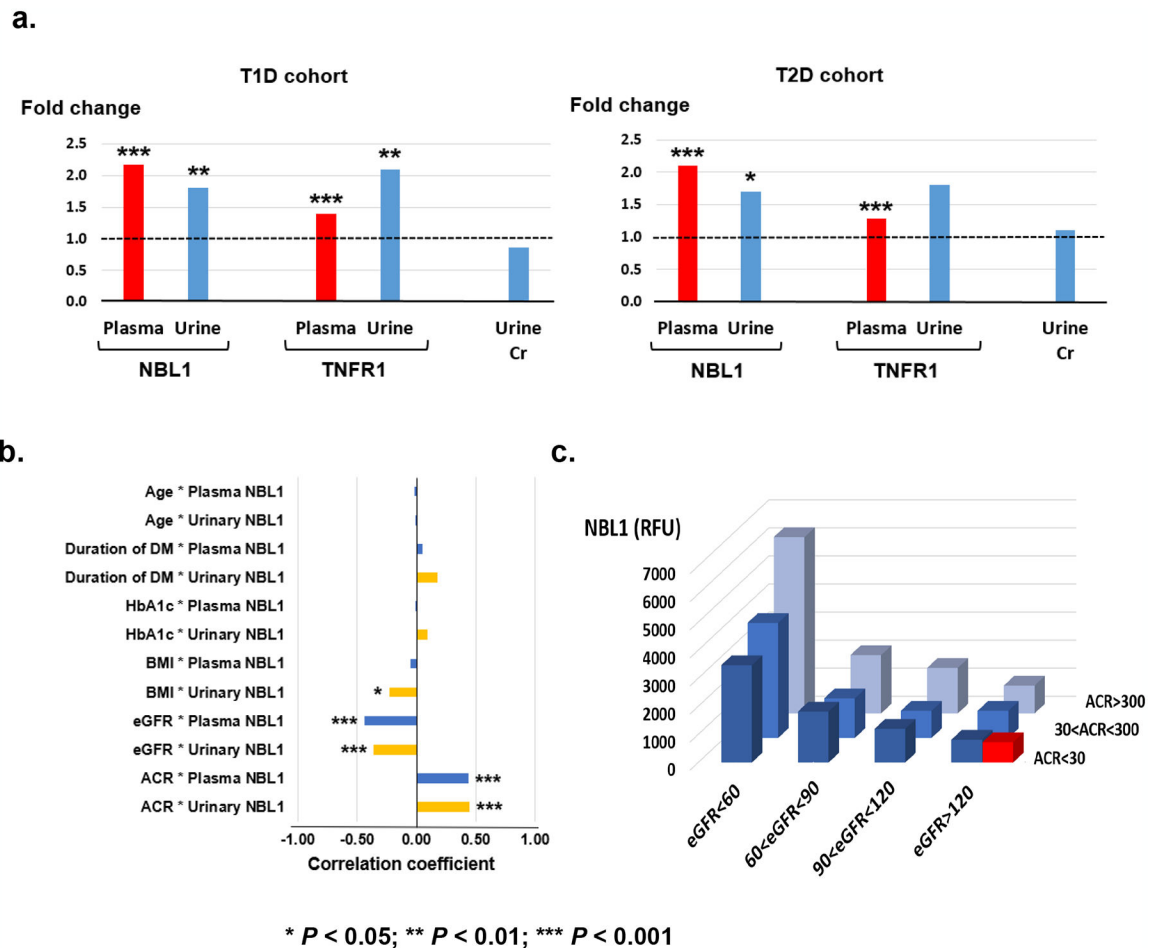 a.
T1D cohort
Fold change
2.5
2.0
1.5
1.0
0.5
0.0
***
**
***
**
Plasma Urine
Plasma Urine
Urine
Cr
NBL1
TNFR1
T2D cohort
Fold change
2.5
2.0
1.5
1.0
0.5
0.0
***
*
***
Plasma Urine
Plasma Urine
Urine
Cr
NBL1
TNFR1
b.
Age * Plasma NBL1
Age * Urinary NBL1
Duration of DM * Plasma NBL1
Duration of DM * Urinary NBL1
HbA1c * Plasma NBL1
HbA1c * Urinary NBL1
BMI * Plasma NBL1
BMI * Urinary NBL1 *
eGFR * Plasma NBL1 ***
eGFR * Urinary NBL1 ***
ACR * Plasma NBL1 ***
ACR * Urinary NBL1 ***
-1.00 -0.50 0.00 0.50 1.00
Correlation coefficient
c.
NBL1 (RFU)
7000
6000
5000
4000
3000
2000
1000
0
ACR>300
30<ACR<300
ACR<30
eGFR<60
60<eGFR<90
90<eGFR<120
eGFR>120
* P < 0.05; ** P < 0.01; *** P < 0.001